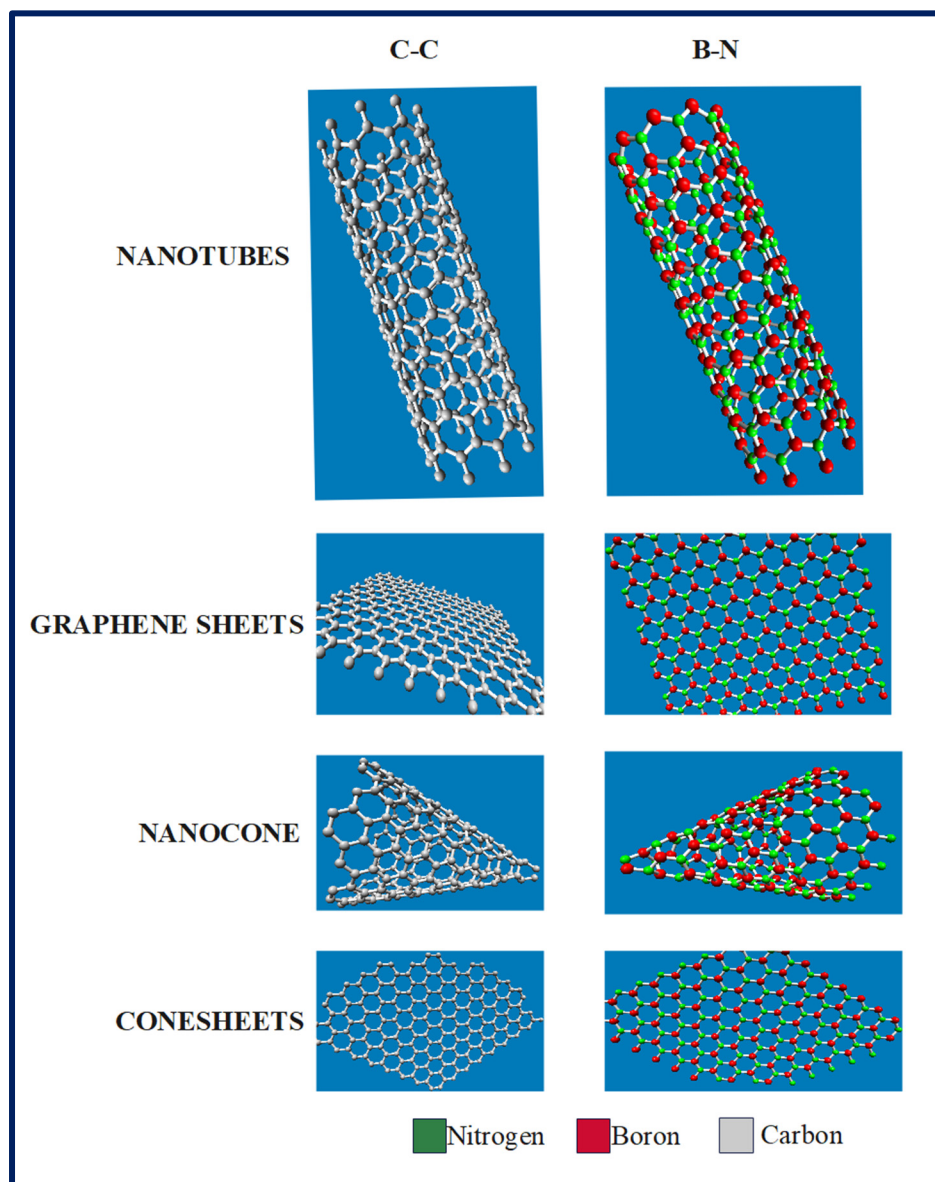 C-C B-N
NANOTUBES
GRAPHENE SHEETS
NANOCONE
CONESHEETS
Nitrogen Boron Carbon